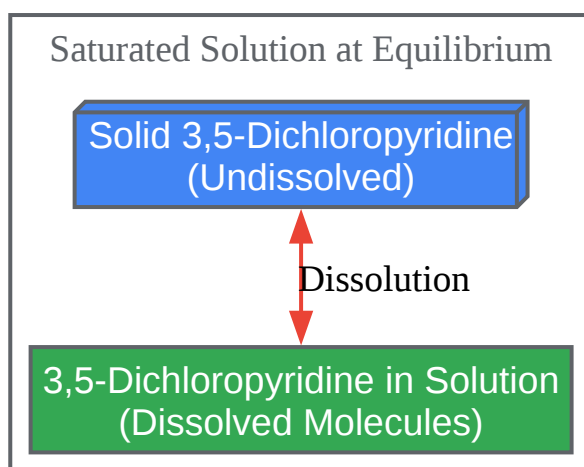 Saturated Solution at Equilibrium
Solid 3,5-Dichloropyridine
(Undissolved)
Dissolution
3,5-Dichloropyridine in Solution
(Dissolved Molecules)